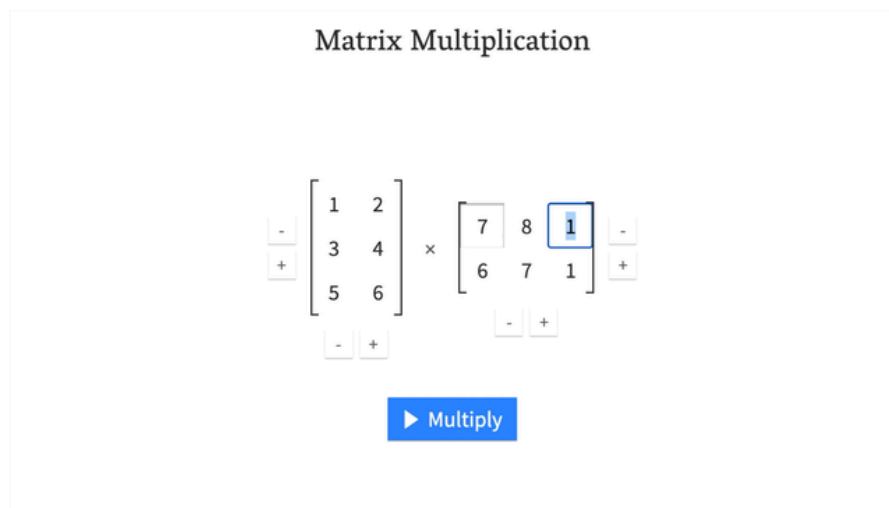 Matrix Multiplication
1 2
7 8 1
-
-
3 4
×
+
+
6 7 1
5 6
- +
- +
Multiply